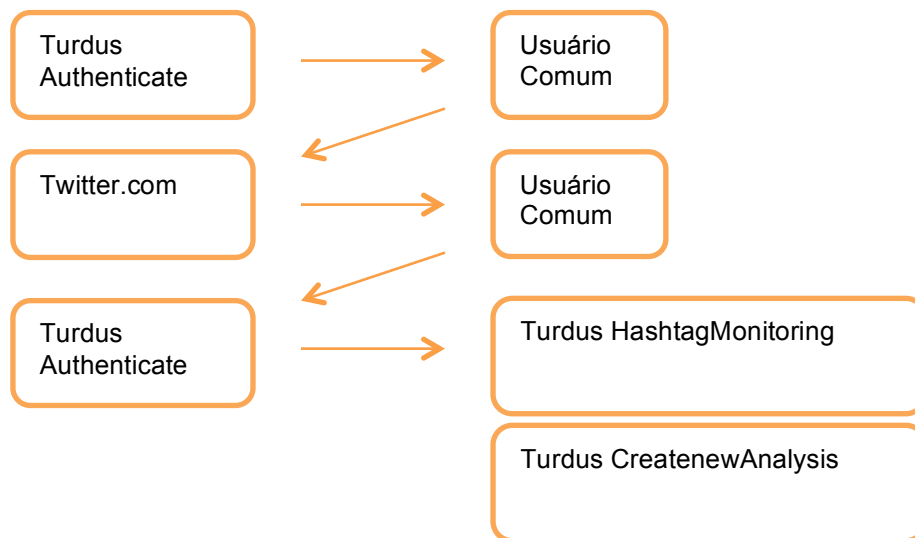 Turdus
Authenticate
Usuário
Comum
Twitter.com
Usuário
Comum
Turdus
Authenticate
Turdus HashtagMonitoring
Turdus CreatenewAnalysis